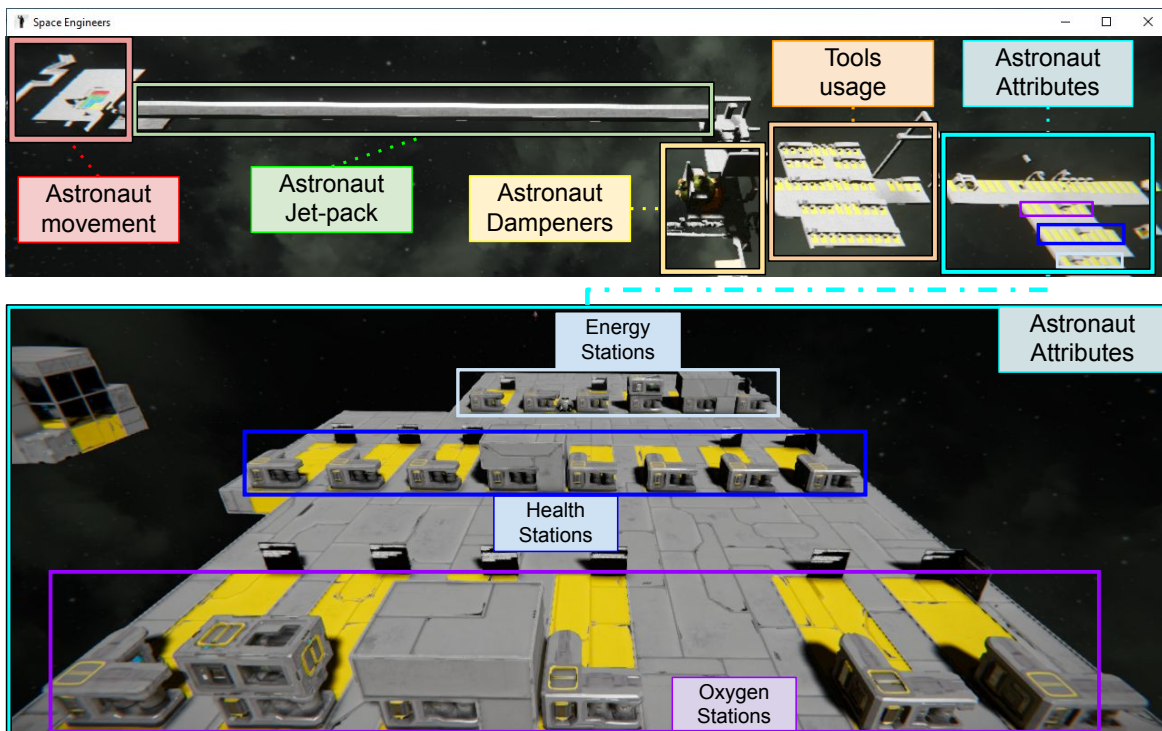 Space Engineers
Tools
usage
Astronaut
Attributes
Astronaut
movement
Astronaut
Jet-pack
Astronaut
Dampeners
Energy
Stations
Astronaut
Attributes
Health
Stations
Oxygen
Stations